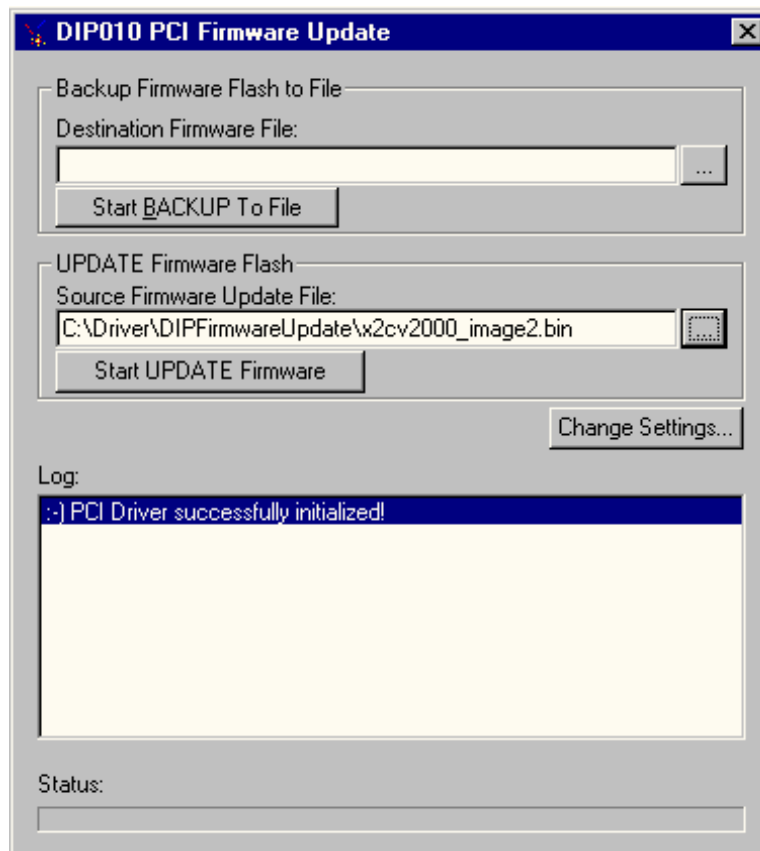 DIP010 PCI Firmware Update
Backup Firmware Flash to File
Destination Firmware File:
...
Start BACKUP To File
UPDATE Firmware Flash
Source Firmware Update File:
C:\Driver\DIPFirmwareUpdate\x2cv2000_image2.bin
...
Start UPDATE Firmware
Change Settings...
Log:
:-) PCI Driver successfully initialized!
Status: